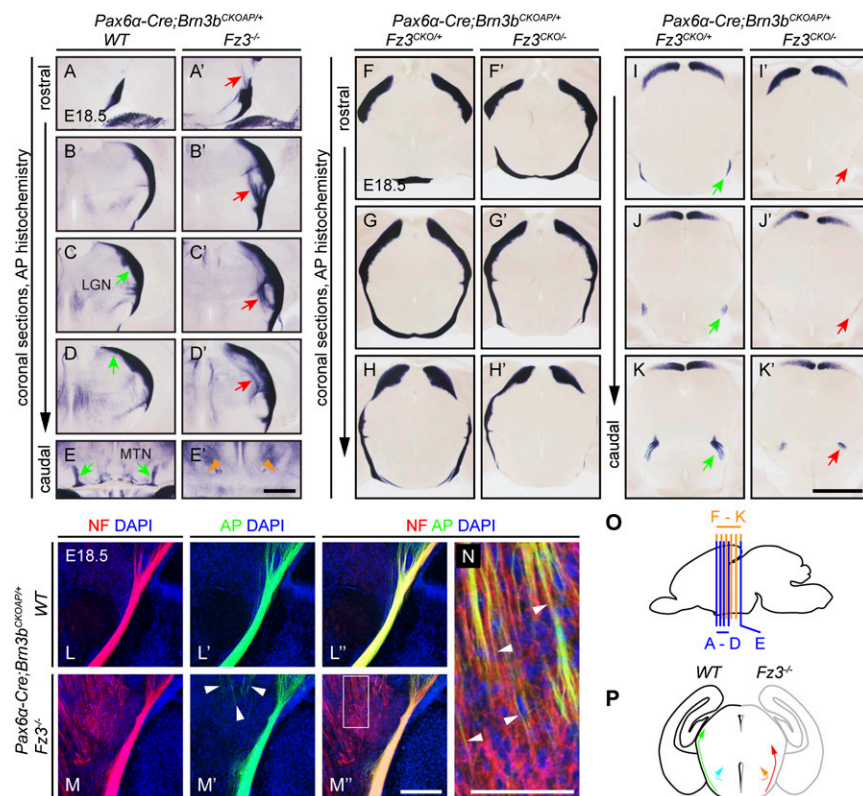 Pax6α-Cre;Brn3b^CKOAP/+
WT Fz3-/-
Pax6α-Cre;Brn3b^CKOAP/+
Fz3^CKO/+ Fz3^CKO/-
Pax6α-Cre;Brn3b^CKOAP/+
Fz3^CKO/+ Fz3^CKO/-
rostral
coronal sections, AP histochemistry
caudal
A
E18.5
A'
B
B'
C
LGN
C'
D
D'
E
MTN
E'
rostral
coronal sections, AP histochemistry
F
E18.5
F'
G
G'
H
H'
I
I'
J
J'
K
K'
caudal
NF DAPI
AP DAPI
NF AP DAPI
Pax6α-Cre;Brn3b^CKOAP/+
WT
Fz3-/-
E18.5
L
L'
L''
M
M'
M''
N
O
F - K
A - D
E
P
WT
Fz3-/-